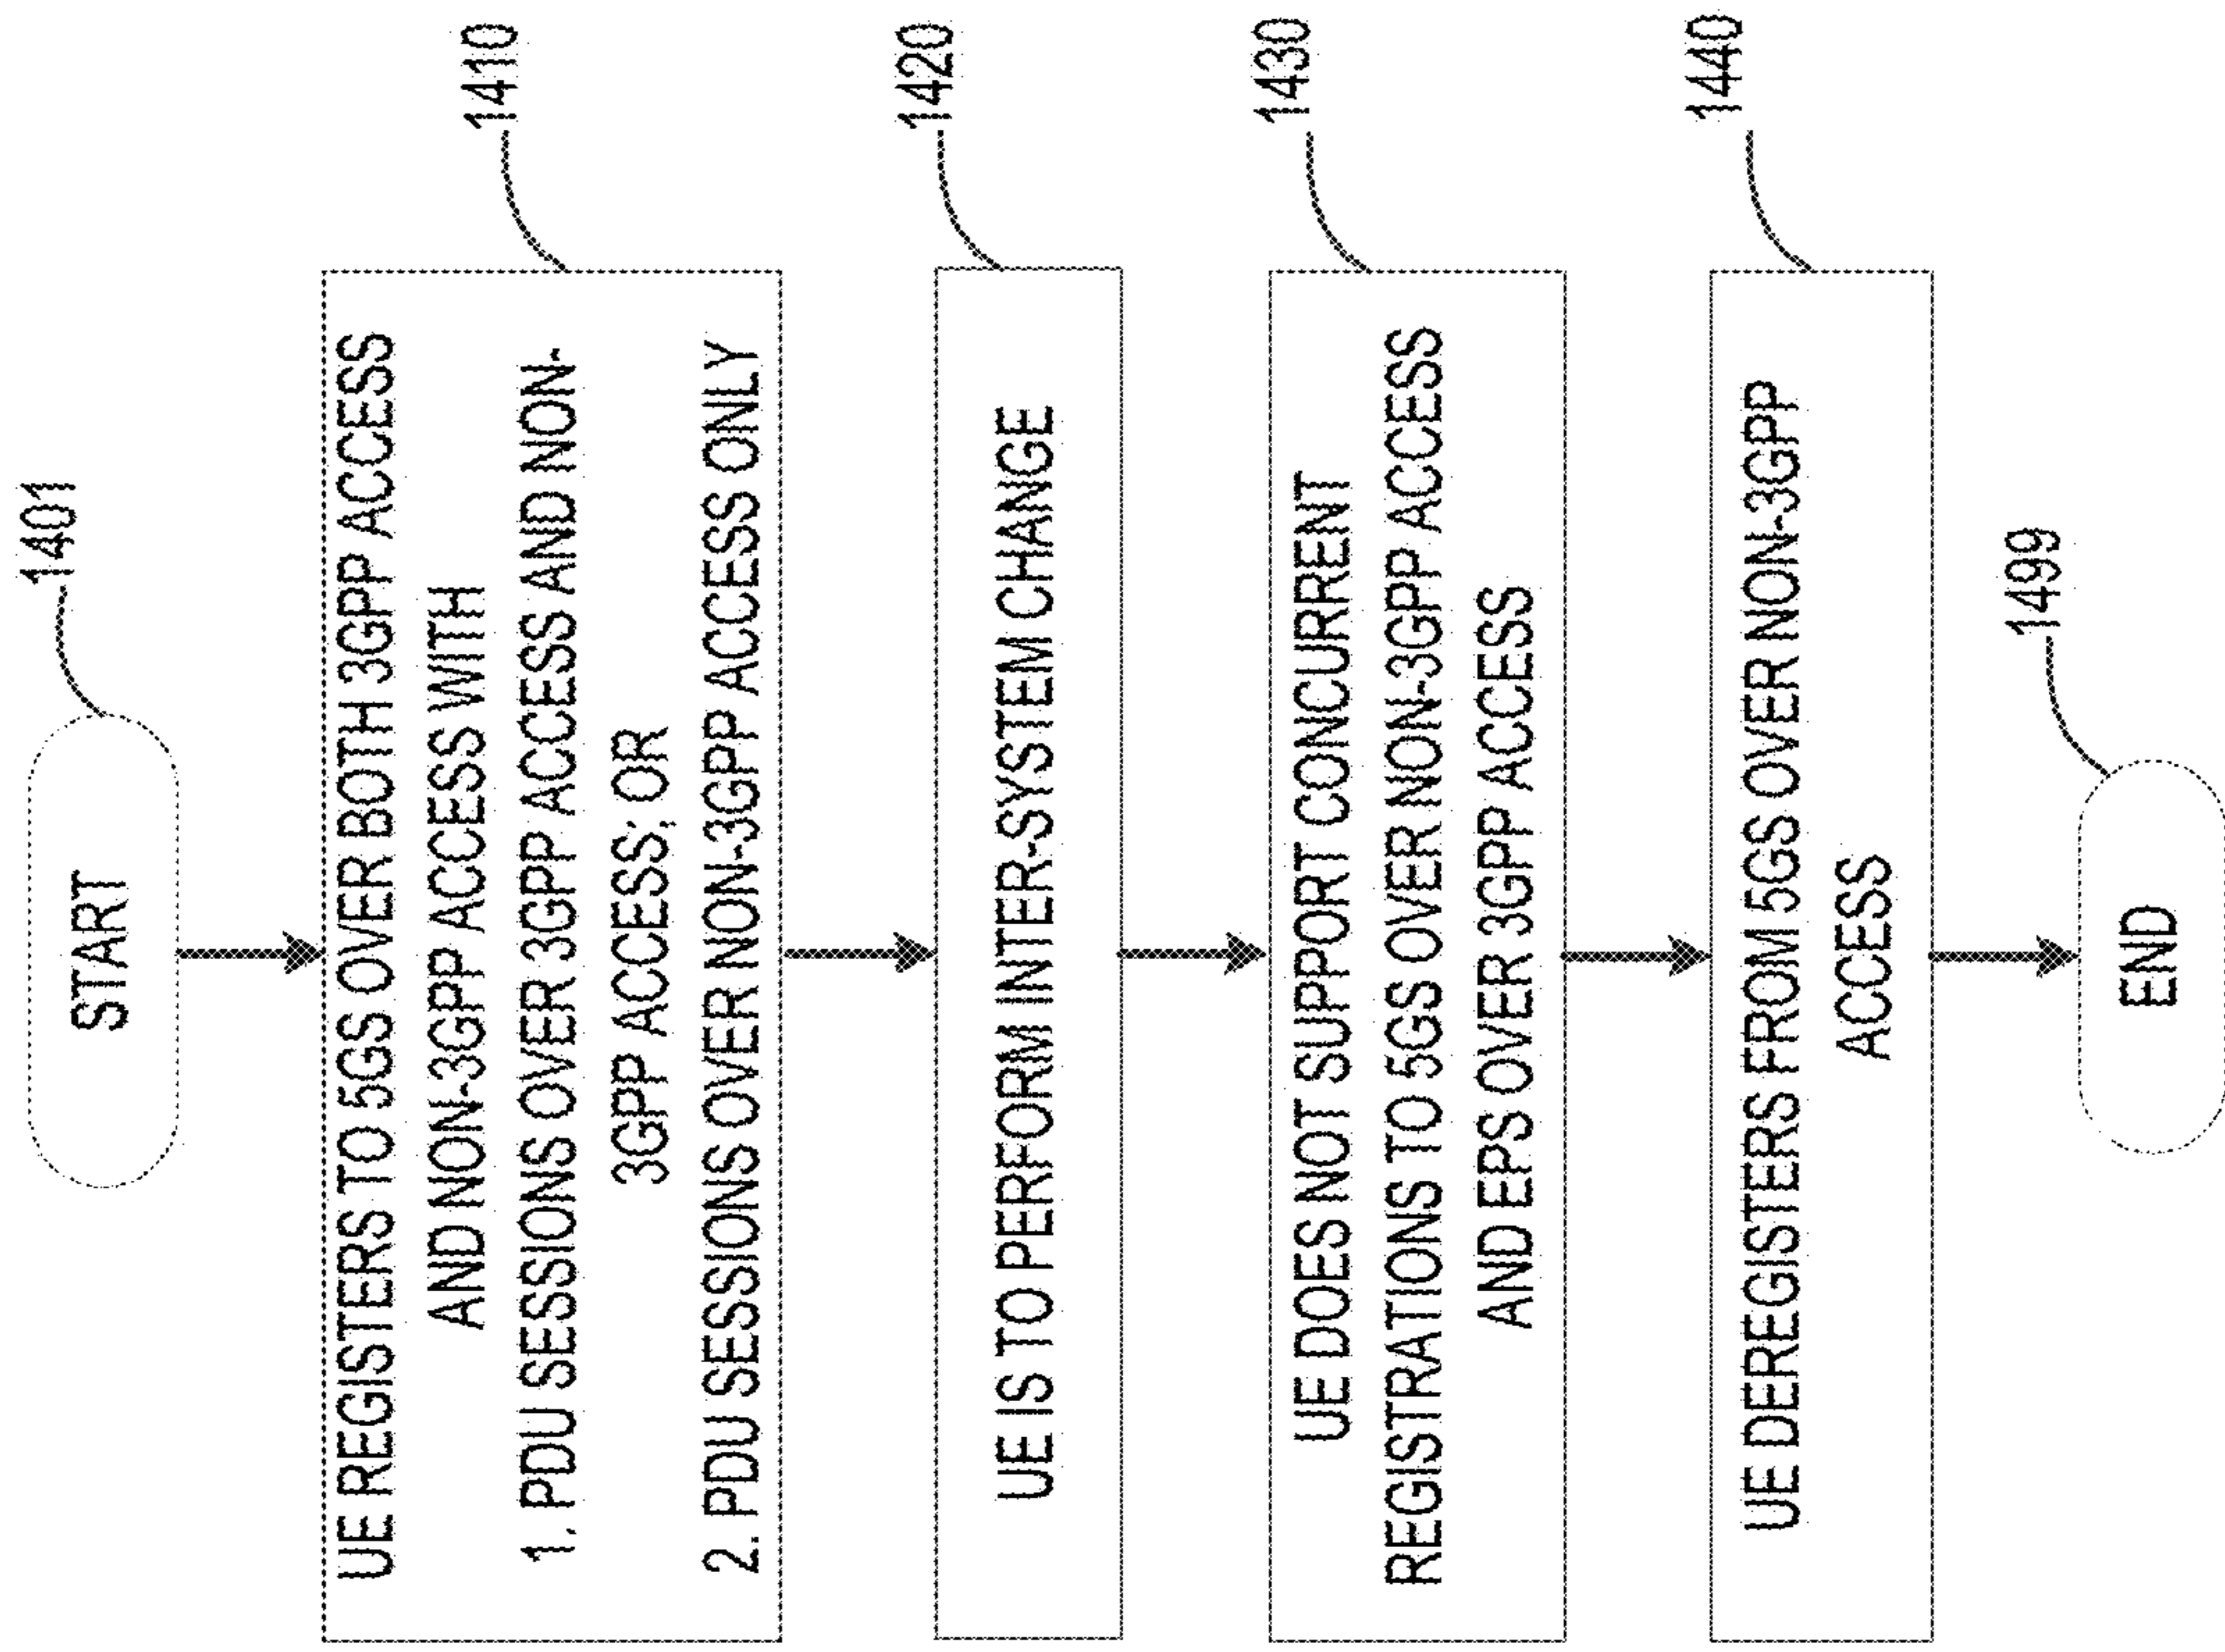 1401
START
1410
UE REGISTERS TO 5GS OVER BOTH 3GPP ACCESS
AND NON-3GPP ACCESS WITH
1. PDU SESSIONS OVER 3GPP ACCESS AND NON-
3GPP ACCESS; OR
2. PDU SESSIONS OVER NON-3GPP ACCESS ONLY
1420
UE IS TO PERFORM INTER-SYSTEM CHANGE
1430
UE DOES NOT SUPPORT CONCURRENT
REGISTRATIONS TO 5GS OVER NON-3GPP ACCESS
AND EPS OVER 3GPP ACCESS
1440
UE DEREGISTERS FROM 5GS OVER NON-3GPP
ACCESS
1499
END